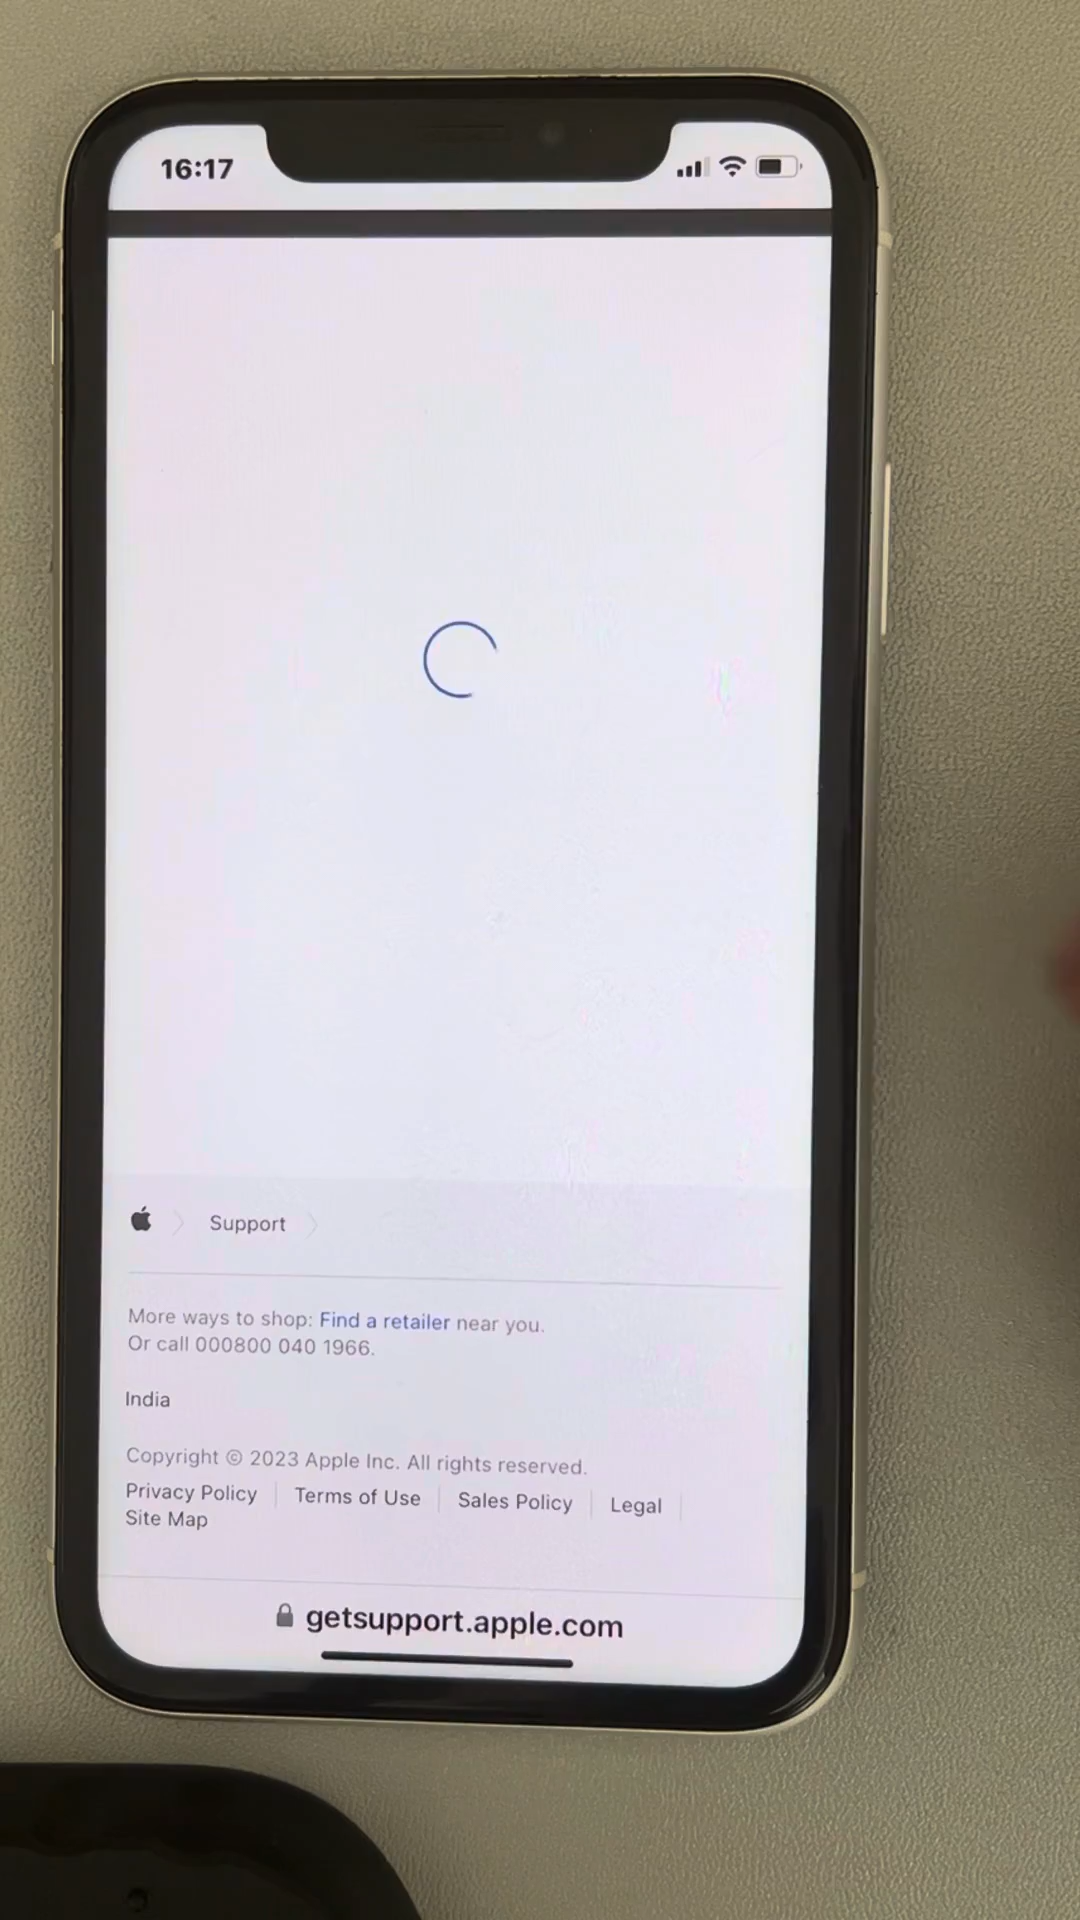 16:17
Support
More ways to shop: Find a retailer near you.
Or call 000800 040 1966.
India
Copyright © 2023 Apple Inc. All rights reserved.
Privacy Policy Terms of Use Sales Policy Legal
Site Map
getsupport.apple.com